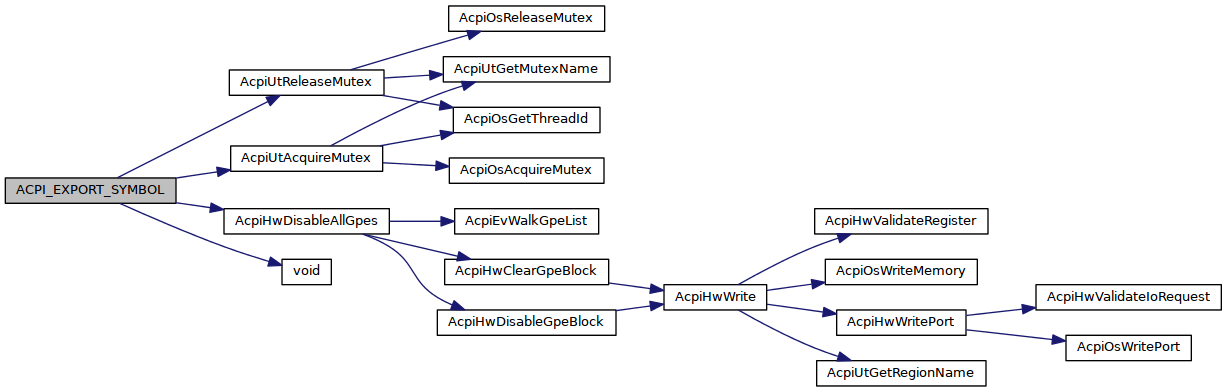 AcpiOsReleaseMutex
AcpiUtGetMutexName
AcpiUtReleaseMutex
AcpiOsGetThreadId
AcpiUtAcquireMutex
AcpiOsAcquireMutex
ACPI_EXPORT_SYMBOL
AcpiHwDisableAllGpes
AcpiEvWalkGpeList
AcpiHwValidateRegister
void
AcpiHwClearGpeBlock
AcpiOsWriteMemory
AcpiHwWrite
AcpiHwValidateIoRequest
AcpiHwDisableGpeBlock
AcpiHwWritePort
AcpiOsWritePort
AcpiUtGetRegionName